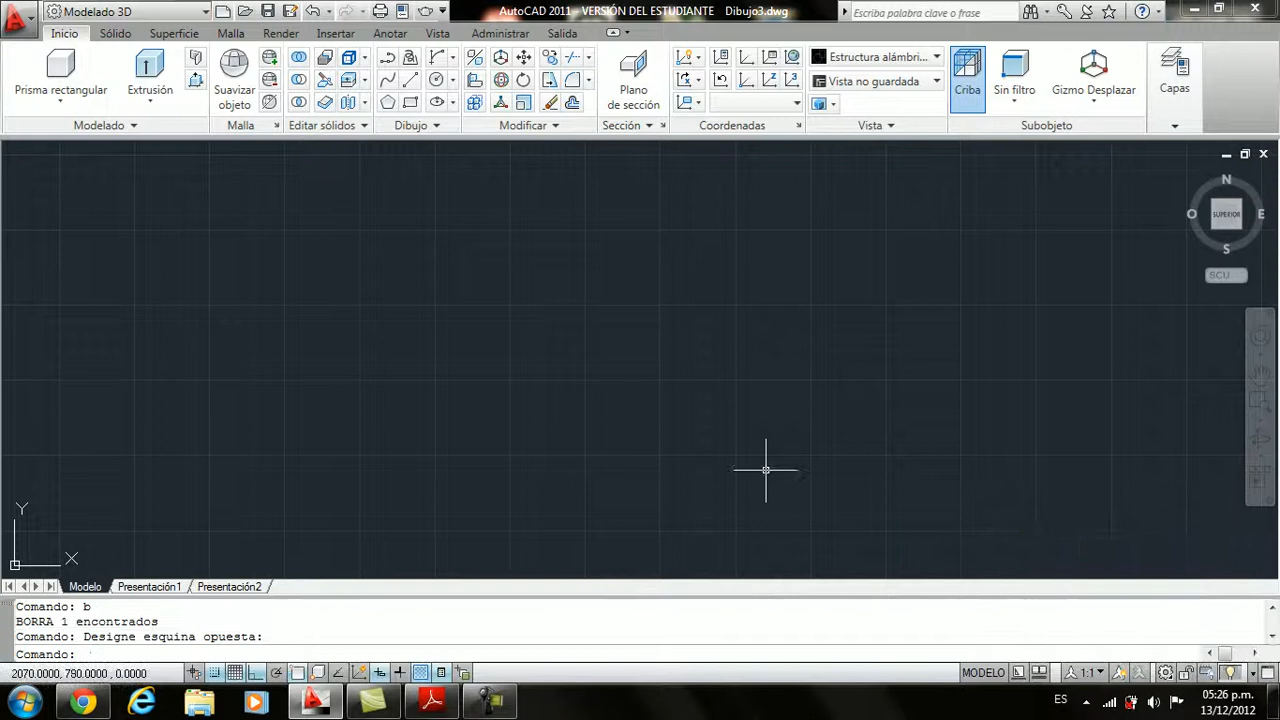 Modelado 3D
AutoCAD 2011 - VERSIÓN DEL ESTUDIANTE Dibujo3.dwg
Escriba palabra clave o frase
Inicio Sólido Superficie Malla Render Insertar Anotar Vista Administrar Salida
Prisma rectangular
Extrusión
Suavizar
objeto
Plano
de sección
Estructura alámbri...
Vista no guardada
Criba
Sin filtro
Gizmo Desplazar
Capas
Modelado Malla Editar sólidos Dibujo Modificar Sección Coordenadas Vista Subobjeto
N
O SUPERIOR E
S
SCU
Y
X
Modelo Presentación1 Presentación2
Comando: b
BORRA 1 encontrados
Comando: Designe esquina opuesta:
Comando:
2070.0000, 790.0000, 0.0000
MODELO
1:1
ES
05:26 p.m.
13/12/2012